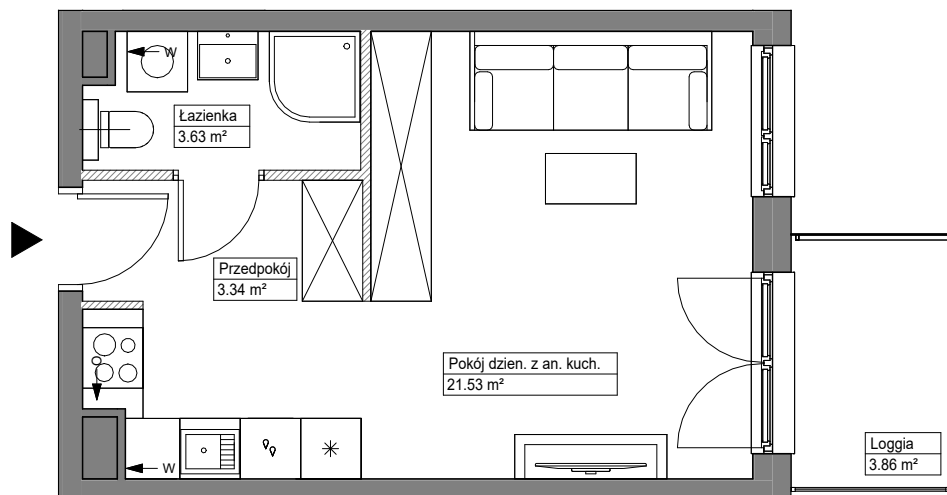 W
Łazienka
3.63 m²
Przedpokój
3.34 m²
Pokój dzien. z an. kuch.
21.53 m²
Loggia
3.86 m²
W